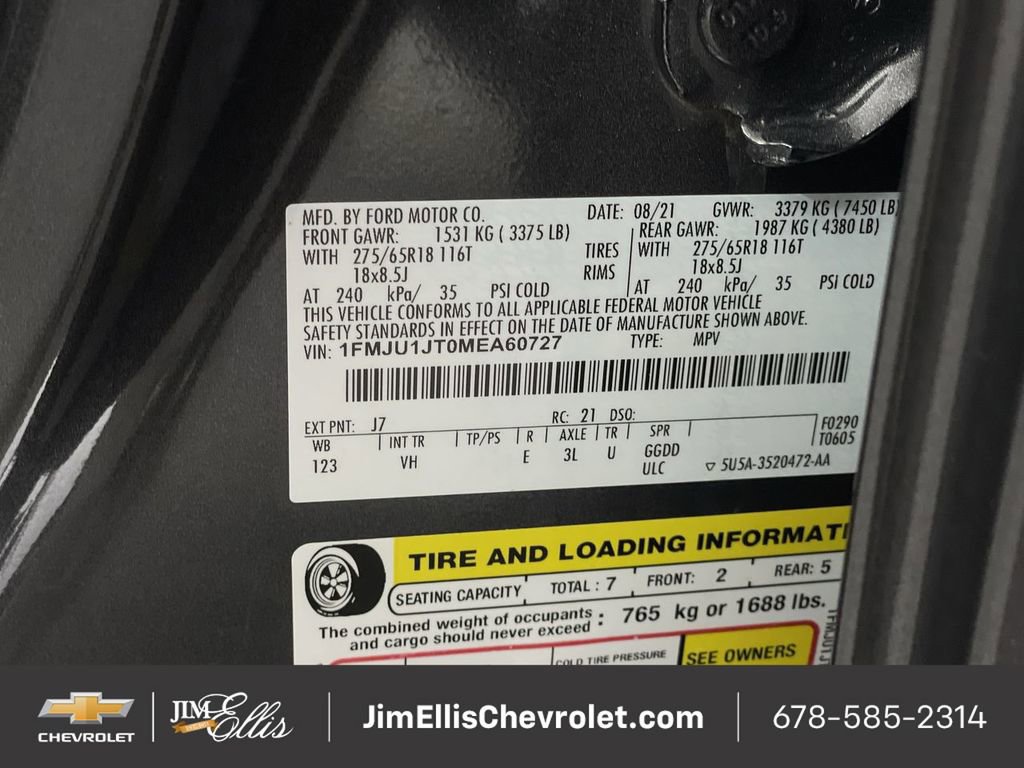 MFD. BY FORD MOTOR CO. DATE: 08/21 GVWR: 3379 KG ( 7450 LB)
FRONT GAWR: 1531 KG ( 3375 LB) REAR GAWR: 1987 KG ( 4380 LB)
WITH 275/65R18 116T TIRES WITH 275/65R18 116T
18x8.5J RIMS 18x8.5J
AT 240 kPa/ 35 PSI COLD AT 240 kPa/ 35 PSI COLD
THIS VEHICLE CONFORMS TO ALL APPLICABLE FEDERAL MOTOR VEHICLE
SAFETY STANDARDS IN EFFECT ON THE DATE OF MANUFACTURE SHOWN ABOVE.
VIN: 1FMJU1JT0MEA60727 TYPE: MPV
EXT PNT: J7 RC: 21 DSO: F0290
WB INT TR TP/PS R AXLE TR SPR T0605
123 VH E 3L U GGDD
ULC 5U5A-3520472-AA
TIRE AND LOADING INFORMATI
SEATING CAPACITY TOTAL : 7 FRONT: 2 REAR: 5
The combined weight of occupants
and cargo should never exceed : 765 kg or 1688 lbs.
COLD TIRE PRESSURE SEE OWNERS
CHEVROLET
JIM Ellis
JimEllisChevrolet.com
678-585-2314